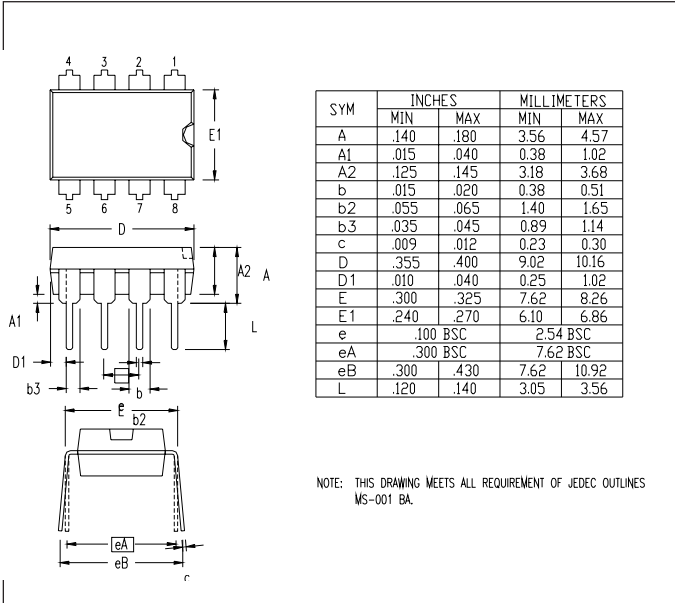 4 3 2 1
E1
5 6 7 8
D
A2 A
A1
L
D1
b3 b
e
E
b2
eA
eB
c
SYM INCHES MILLIMETERS
MIN MAX MIN MAX
A .140 .180 3.56 4.57
A1 .015 .040 0.38 1.02
A2 .125 .145 3.18 3.68
b .015 .020 0.38 0.51
b2 .055 .065 1.40 1.65
b3 .035 .045 0.89 1.14
c .009 .012 0.23 0.30
D .355 .400 9.02 10.16
D1 .010 .040 0.25 1.02
E .300 .325 7.62 8.26
E1 .240 .270 6.10 6.86
e .100 BSC 2.54 BSC
eA .300 BSC 7.62 BSC
eB .300 .430 7.62 10.92
L .120 .140 3.05 3.56
NOTE: THIS DRAWING MEETS ALL REQUIREMENT OF JEDEC OUTLINES
MS-001 BA.